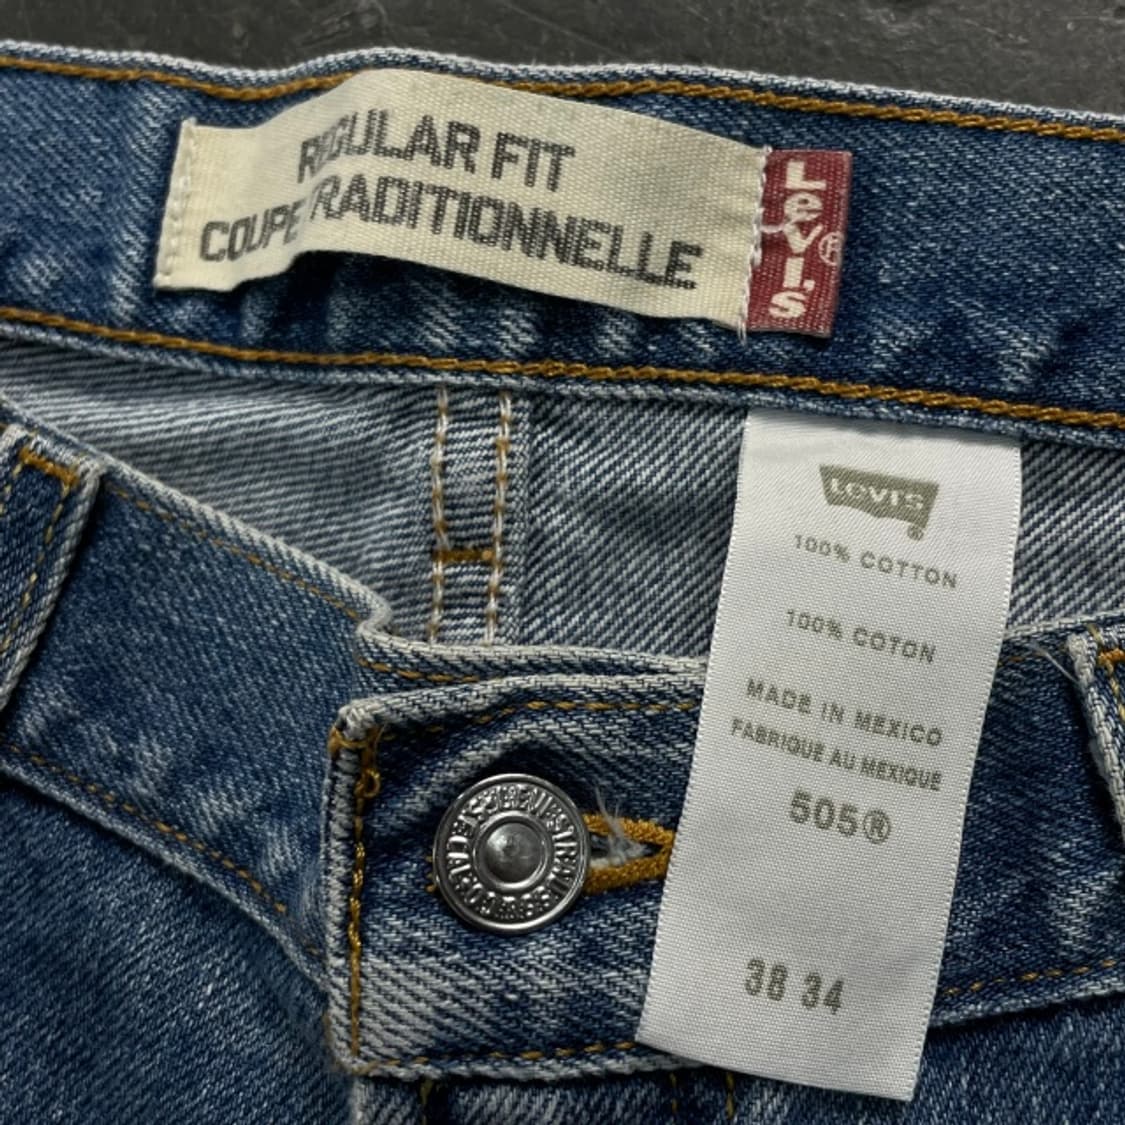 REGULAR FIT
COUPE TRADITIONNELLE
Levi's®
Levi's®
100% COTTON
100% COTON
MADE IN MEXICO
FABRIQUE AU MEXIQUE
505®
38 34